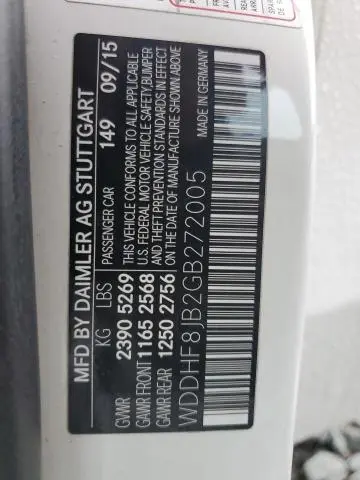 MFD BY DAIMLER AG STUTTGART
PASSENGER CAR 149 09/15
KG LBS
GVWR 2390 5269
GAWR FRONT 1165 2568
GAWR REAR 1250 2756
THIS VEHICLE CONFORMS TO ALL APPLICABLE
U.S. FEDERAL MOTOR VEHICLE SAFETY,BUMPER
AND THEFT PREVENTION STANDARDS IN EFFECT
ON THE DATE OF MANUFACTURE SHOWN ABOVE
MADE IN GERMANY
WDDHF8JB2GB272005